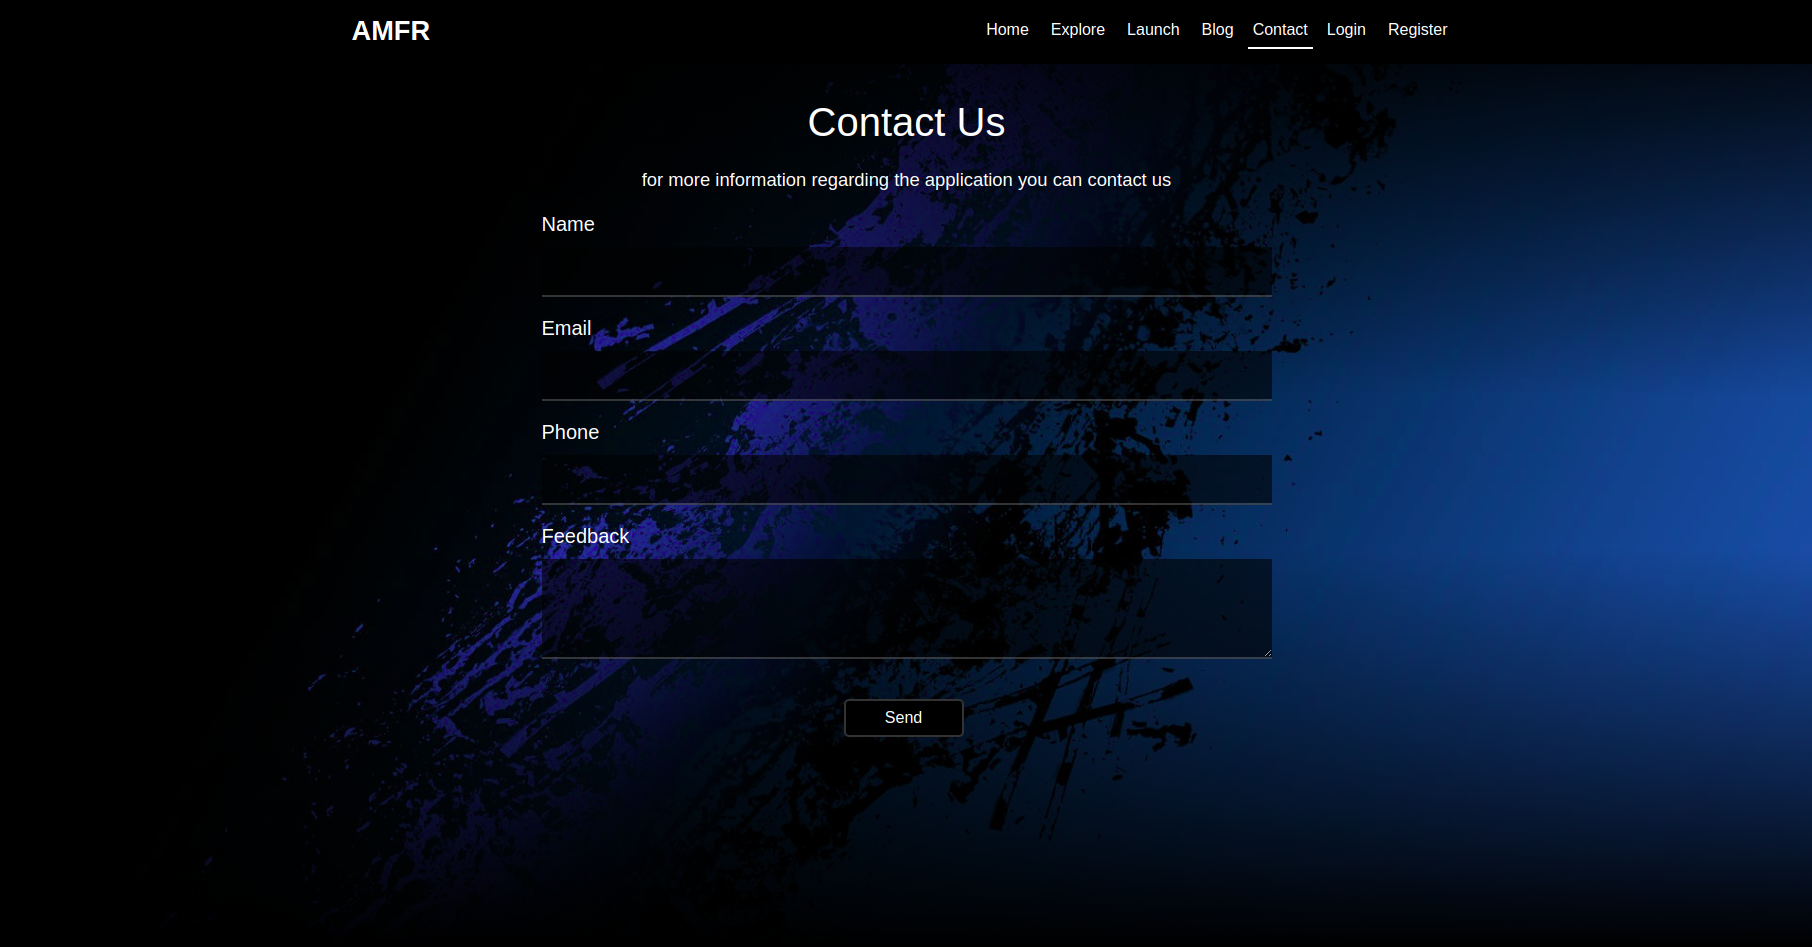 AMFR
Home Explore Launch Blog Contact Login Register
Contact Us
for more information regarding the application you can contact us
Name
Email
Phone
Feedback
Send